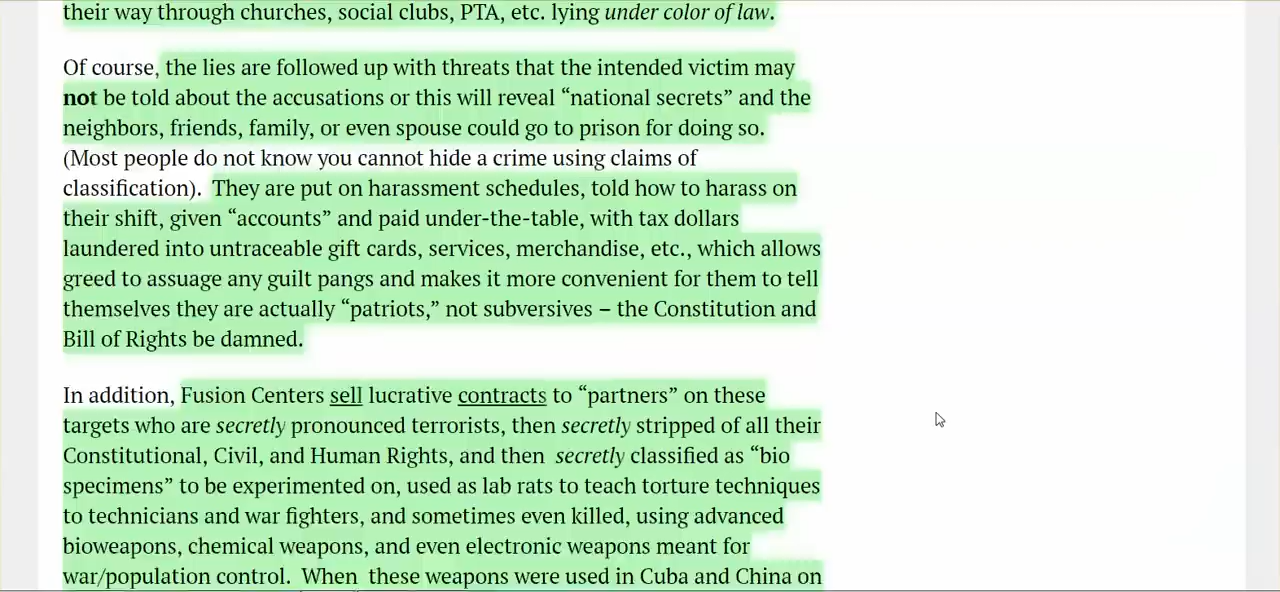 their way through churches, social clubs, PTA, etc. lying under color of law.
Of course, the lies are followed up with threats that the intended victim may
not be told about the accusations or this will reveal “national secrets” and the
neighbors, friends, family, or even spouse could go to prison for doing so.
(Most people do not know you cannot hide a crime using claims of
classification). They are put on harassment schedules, told how to harass on
their shift, given “accounts” and paid under-the-table, with tax dollars
laundered into untraceable gift cards, services, merchandise, etc., which allows
greed to assuage any guilt pangs and makes it more convenient for them to tell
themselves they are actually “patriots,” not subversives – the Constitution and
Bill of Rights be damned.
In addition, Fusion Centers sell lucrative contracts to “partners” on these
targets who are secretly pronounced terrorists, then secretly stripped of all their
Constitutional, Civil, and Human Rights, and then secretly classified as “bio
specimens” to be experimented on, used as lab rats to teach torture techniques
to technicians and war fighters, and sometimes even killed, using advanced
bioweapons, chemical weapons, and even electronic weapons meant for
war/population control. When these weapons were used in Cuba and China on